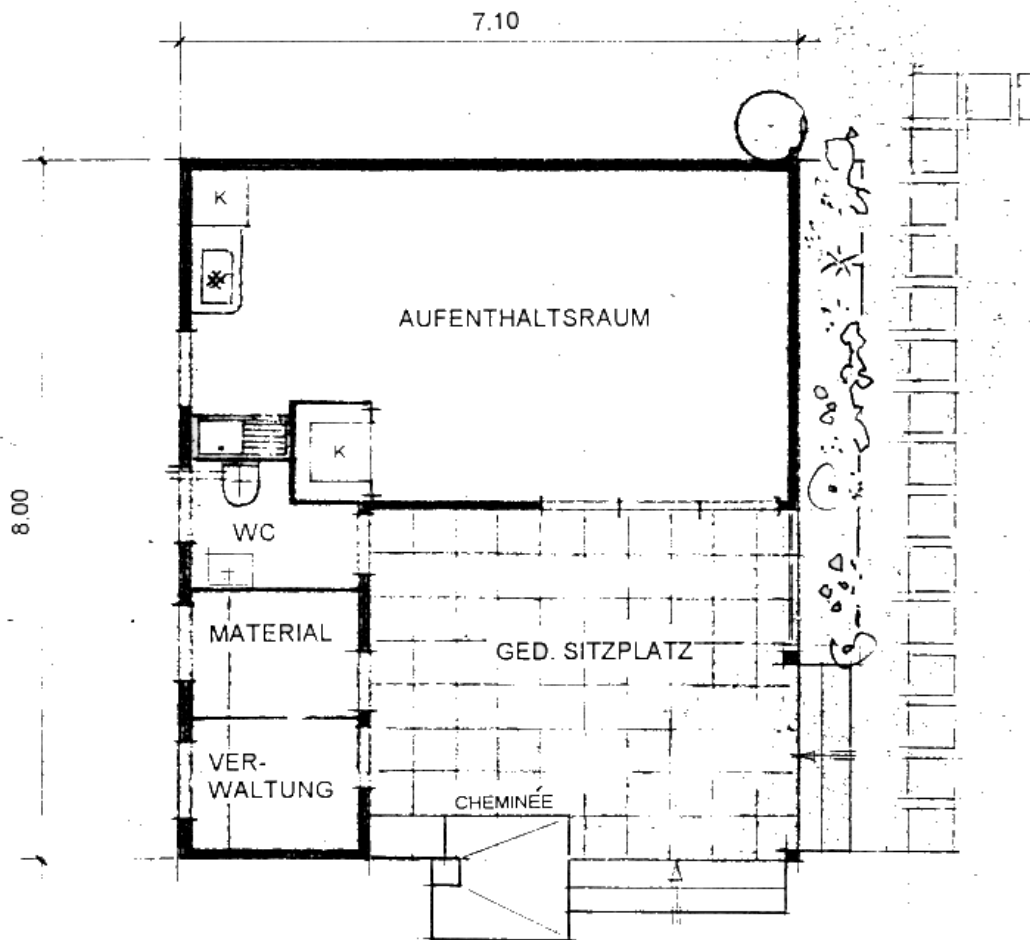 7.10
K
AUFENTHALTSRAUM
8.00
K
WC
MATERIAL
GED. SITZPLATZ
VER-
WALTUNG
CHEMINÉE